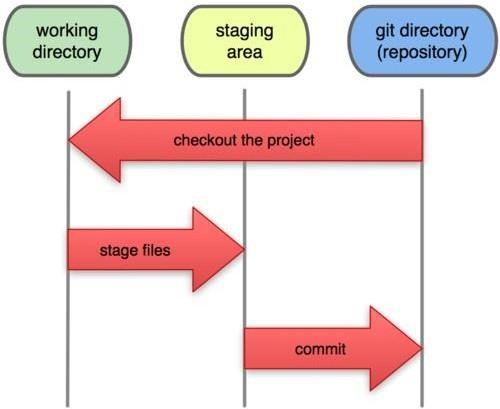 working
directory
staging
area
git directory
(repository)
checkout the project
stage files
commit